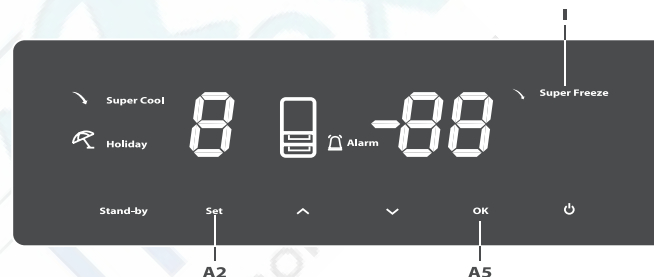 I
Super Cool
8
-88
Super Freeze
Holiday
Alarm
Stand-by Set OK
A2 A5